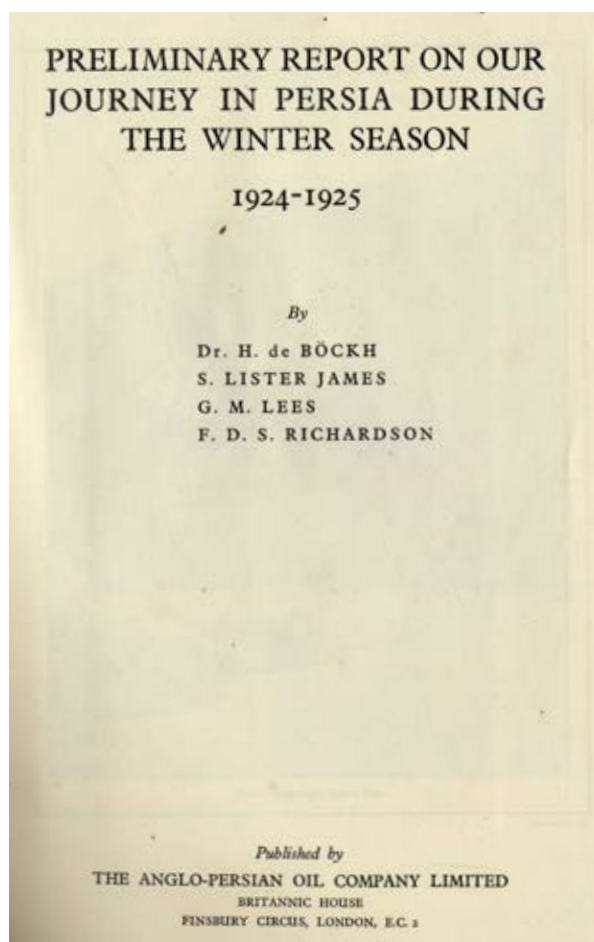 PRELIMINARY REPORT ON OUR
JOURNEY IN PERSIA DURING
THE WINTER SEASON
1924-1925
By
Dr. H. de BÖCKH
S. LISTER JAMES
G. M. LEES
F. D. S. RICHARDSON
Published by
THE ANGLO-PERSIAN OIL COMPANY LIMITED
BRITANNIC HOUSE
FINSBURY CIRCUS, LONDON, E.C. 2